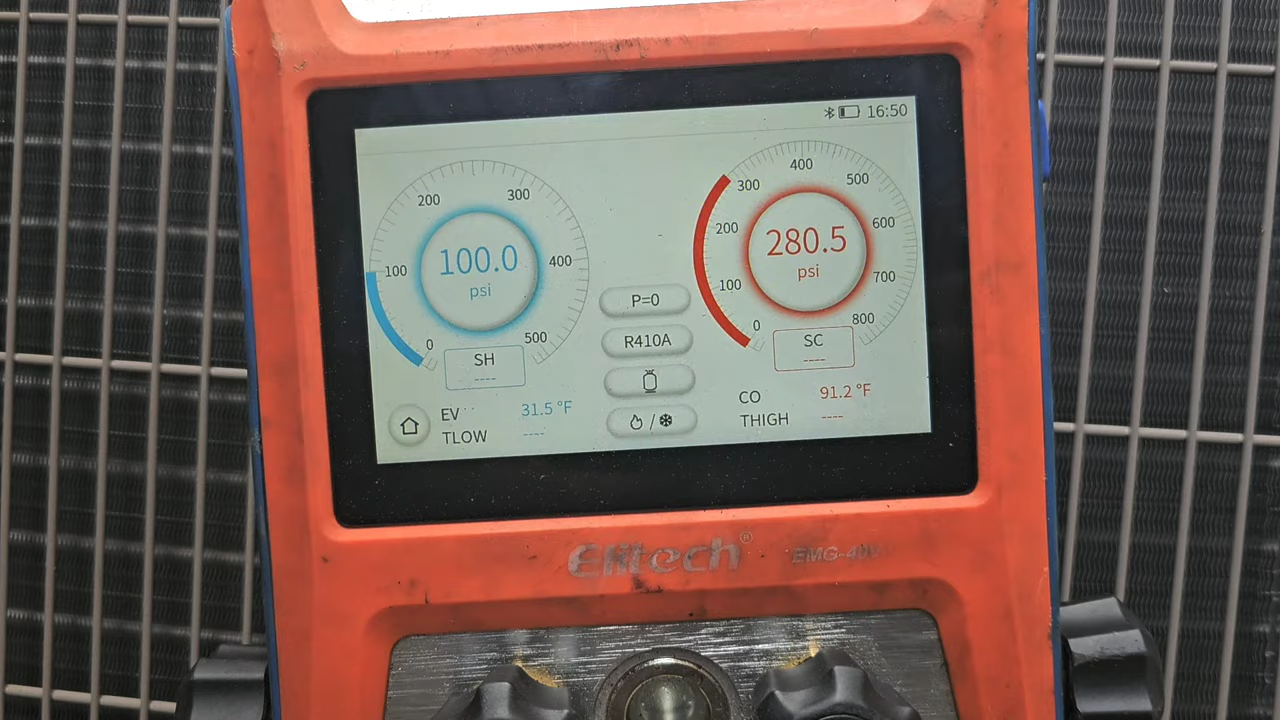 16:50
0
100
200
300
400
500
100.0
psi
SH
----
EV 31.5 °F
TLOW ----
P=0
R410A
/
0
100
200
300
400
500
600
700
800
280.5
psi
SC
----
CO 91.2 °F
THIGH ----
Elitech®